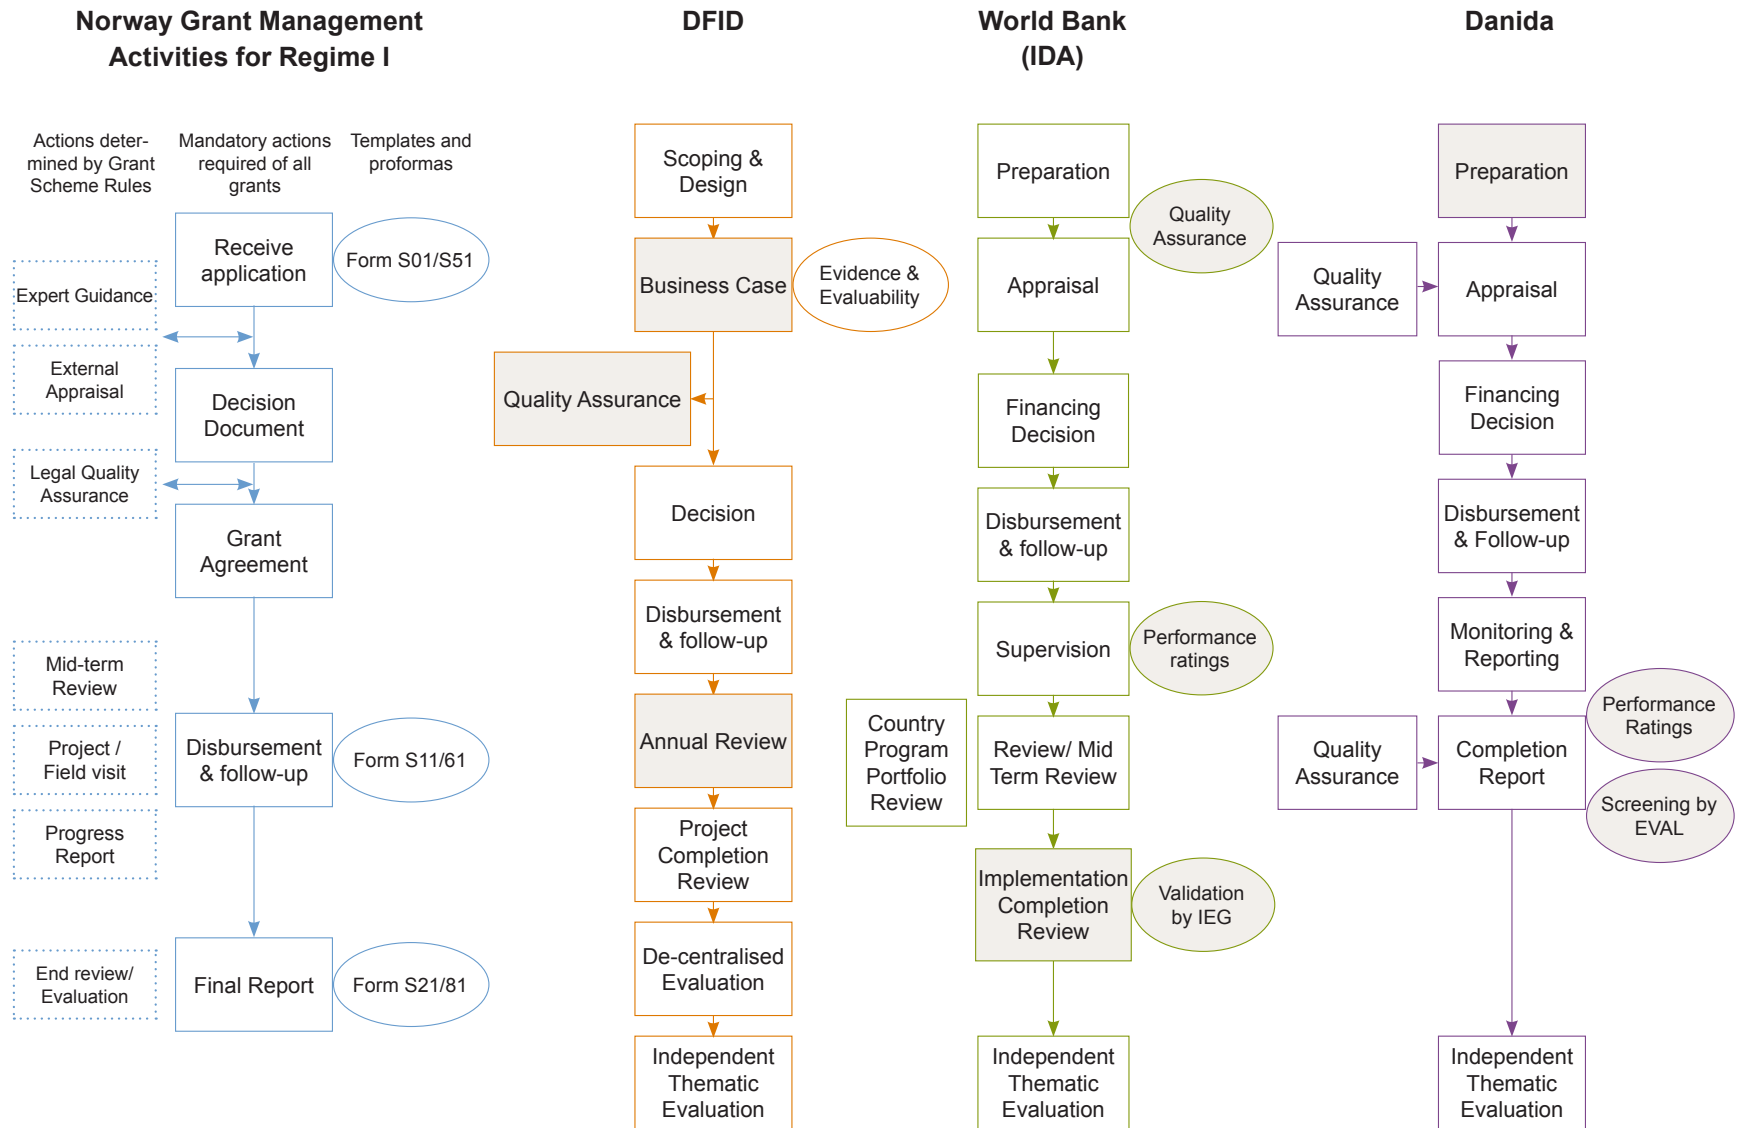 Norway Grant Management
Activities for Regime I
Actions deter-
mined by Grant
Scheme Rules
Mandatory actions
required of all
grants
Templates and
proformas
Receive
application
Form S01/S51
Expert Guidance
External
Appraisal
Decision
Document
Legal Quality
Assurance
Grant
Agreement
Mid-term
Review
Project /
Field visit
Disbursement
& follow-up
Form S11/61
Progress
Report
End review/
Evaluation
Final Report
Form S21/81
DFID
Scoping &
Design
Business Case
Evidence &
Evaluability
Quality Assurance
Decision
Disbursement
& follow-up
Annual Review
Project
Completion
Review
De-centralised
Evaluation
Independent
Thematic
Evaluation
World Bank
(IDA)
Preparation
Quality
Assurance
Appraisal
Financing
Decision
Disbursement
& follow-up
Supervision
Performance
ratings
Country
Program
Portfolio
Review
Review/ Mid
Term Review
Implementation
Completion
Review
Validation
by IEG
Independent
Thematic
Evaluation
Danida
Preparation
Quality
Assurance
Appraisal
Financing
Decision
Disbursement
& Follow-up
Monitoring &
Reporting
Performance
Ratings
Quality
Assurance
Completion
Report
Screening by
EVAL
Independent
Thematic
Evaluation